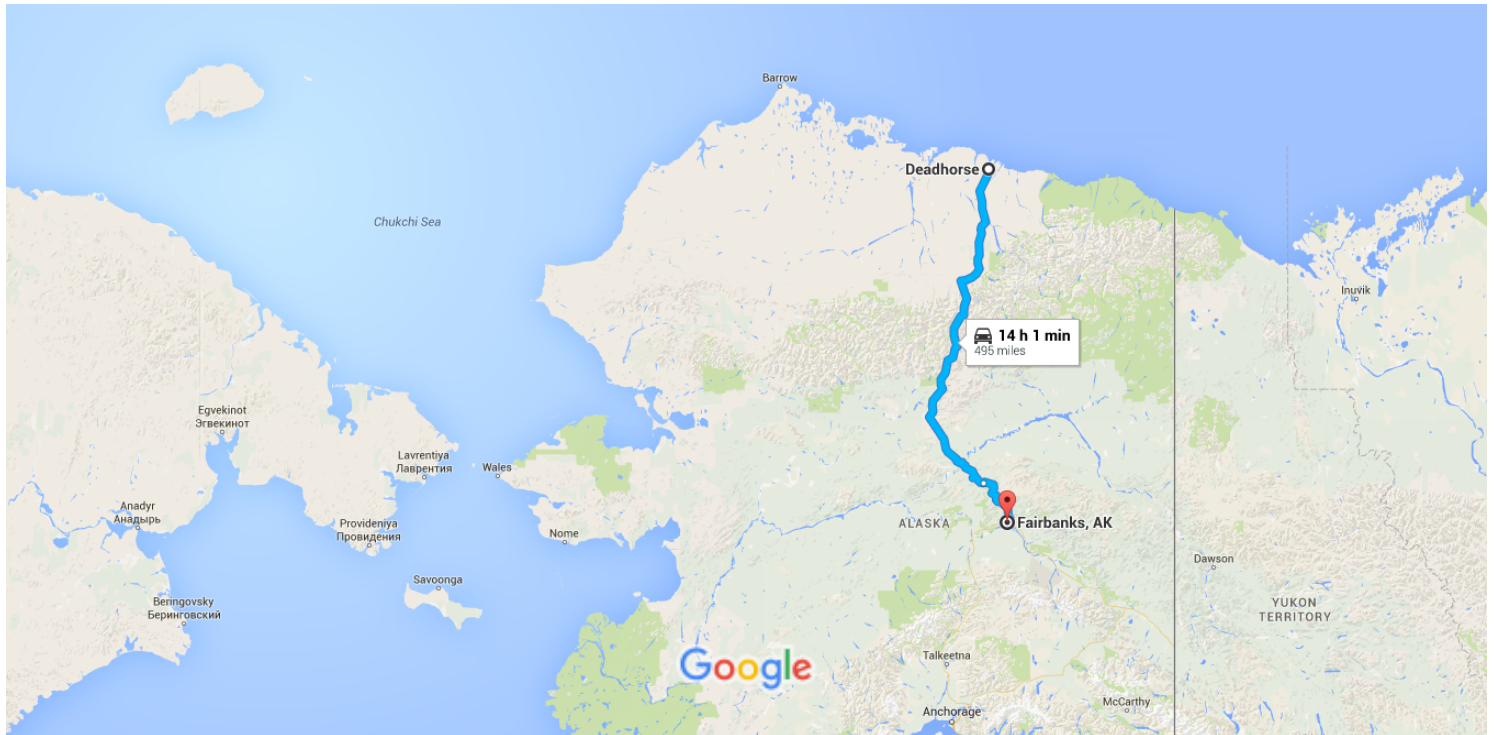 Barrow
Deadhorse
Chukchi Sea
Inuvik
14 h 1 min
495 miles
Egvekinot
Эгвекинот
Lavrentiya
Лаврентия
Wales
Anadyr
Анадырь
Provideniya
Провидения
Nome
ALASKA
Fairbanks, AK
Dawson
Savoonga
Beringovsky
Беринговский
YUKON
TERRITORY
Google
Talkeetna
McCarthy
Anchorage